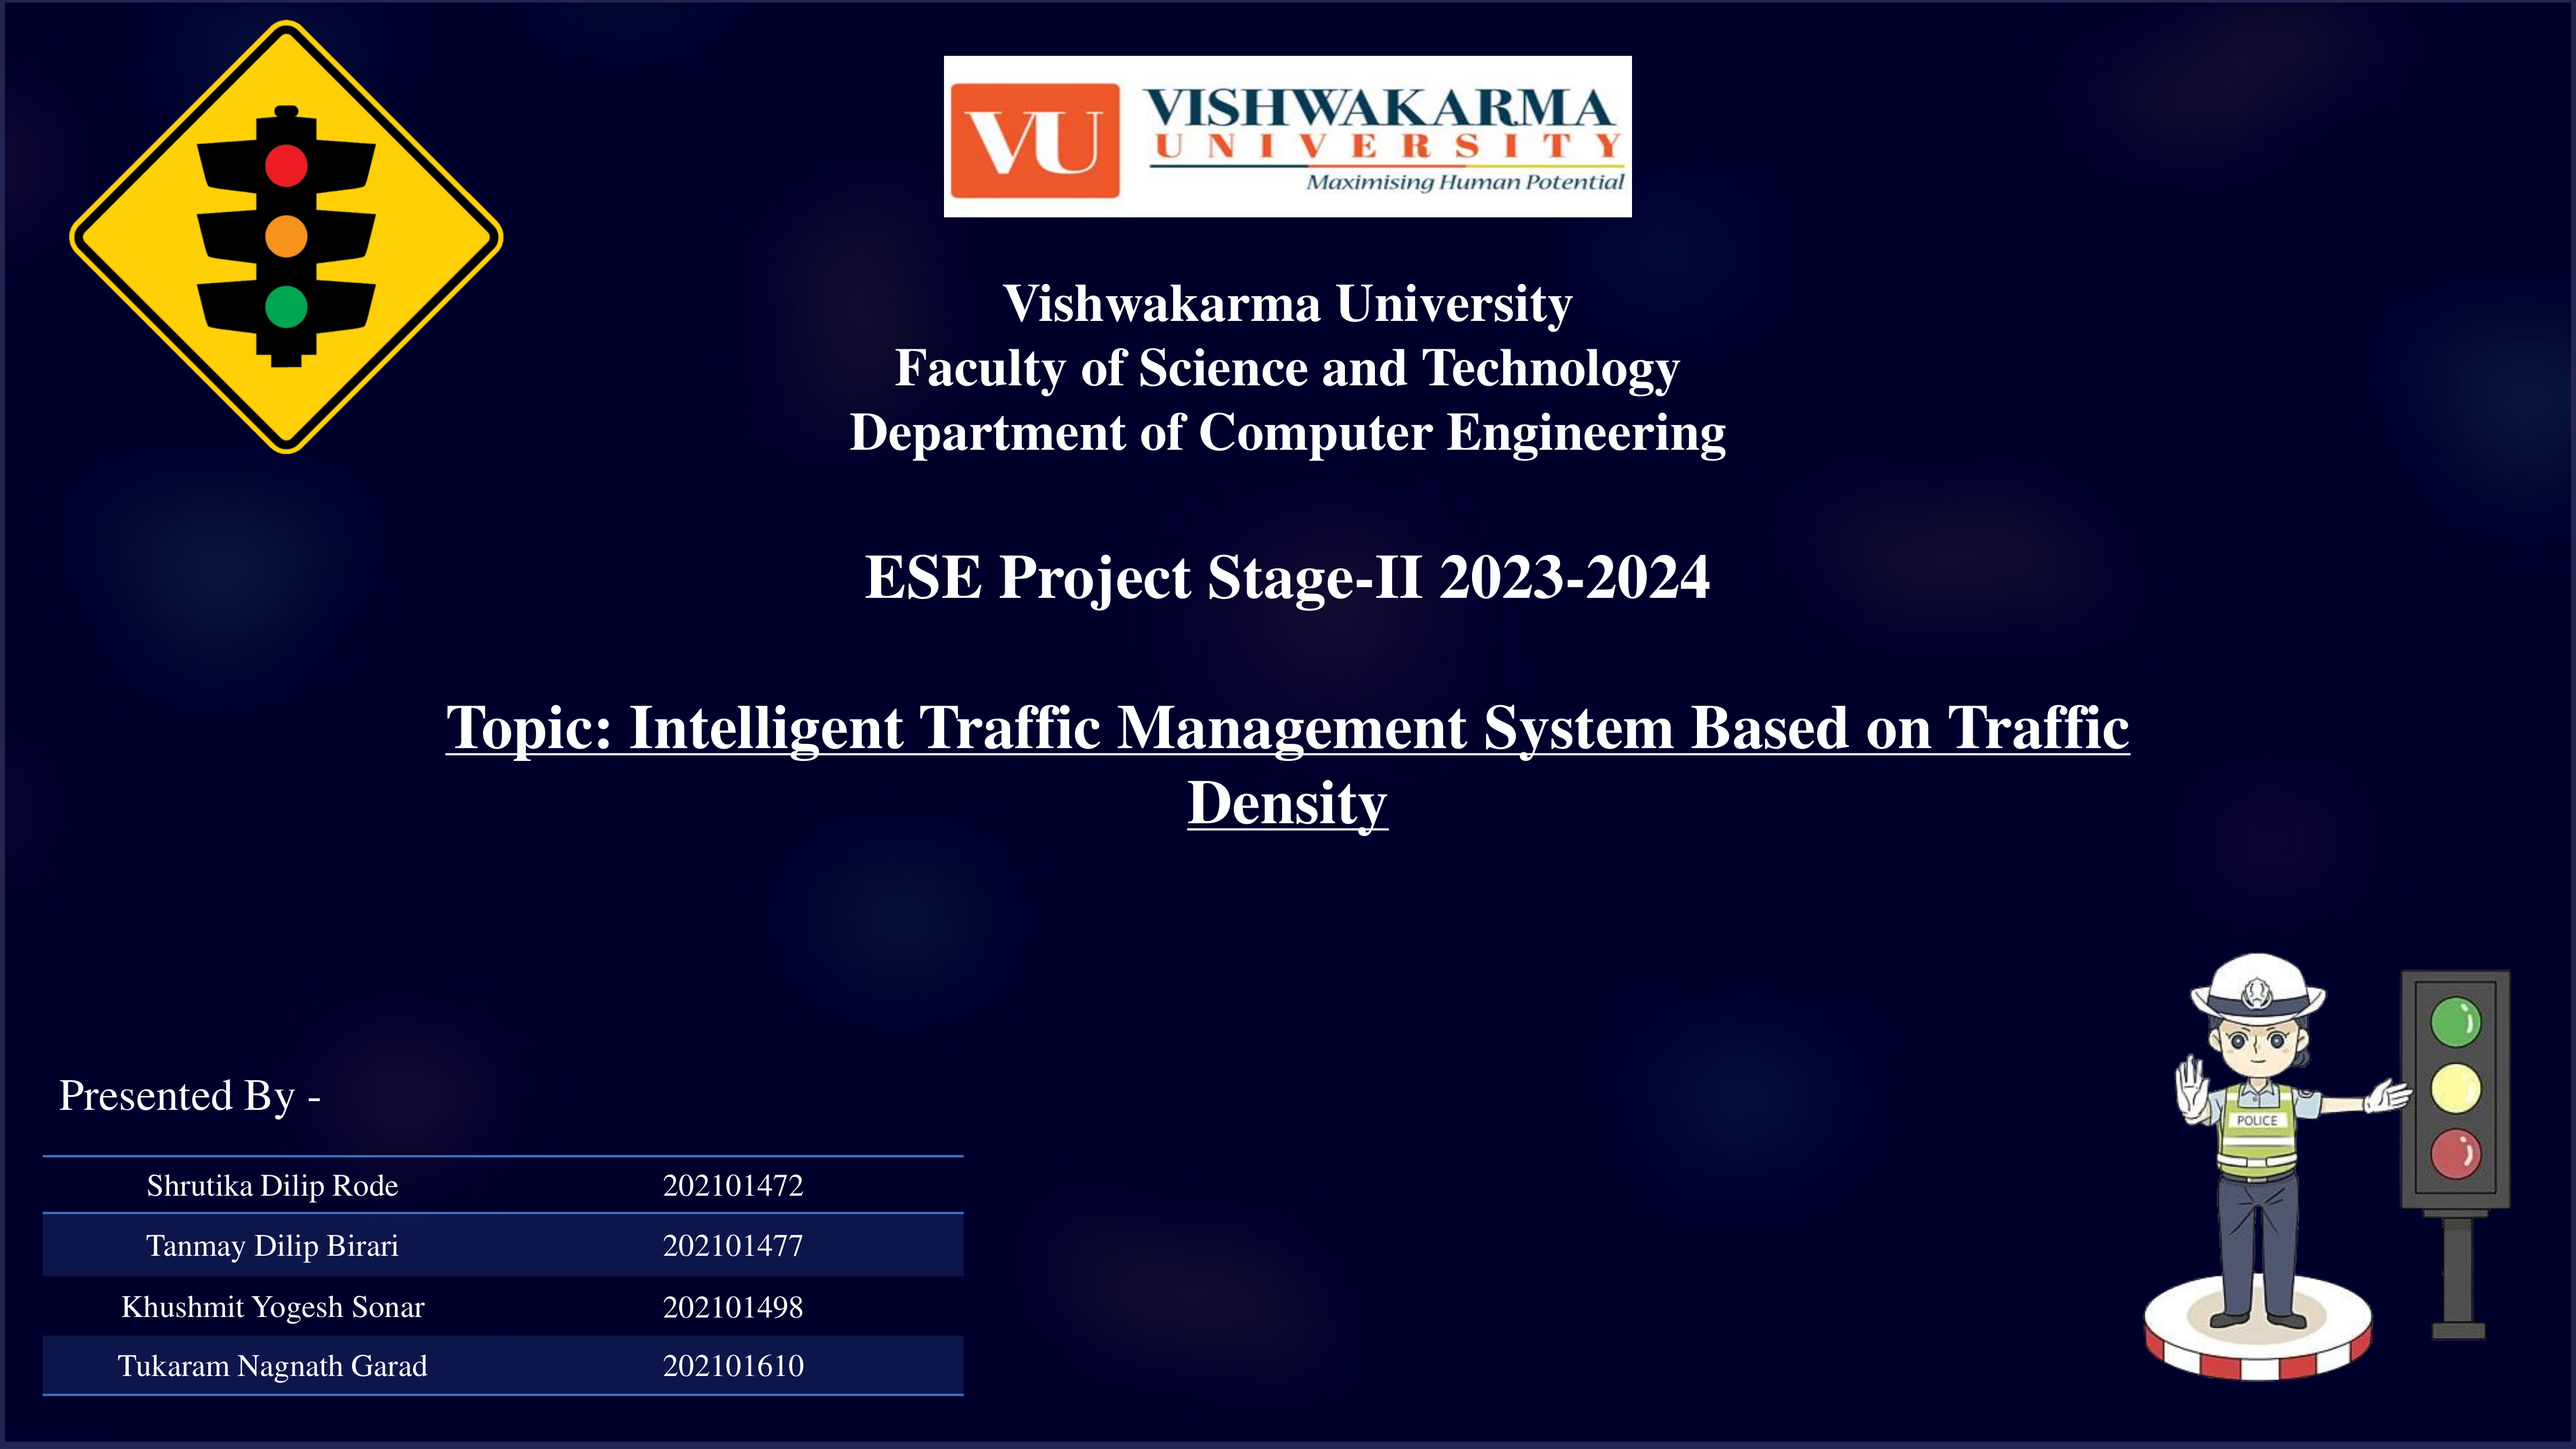 VU
VISHWAKARMA
UNIVERSITY
Maximising Human Potential
Vishwakarma University
Faculty of Science and Technology
Department of Computer Engineering
ESE Project Stage-II 2023-2024
Topic: Intelligent Traffic Management System Based on Traffic
Density
Presented By -
Shrutika Dilip Rode 202101472
Tanmay Dilip Birari 202101477
Khushmit Yogesh Sonar 202101498
Tukaram Nagnath Garad 202101610
POLICE